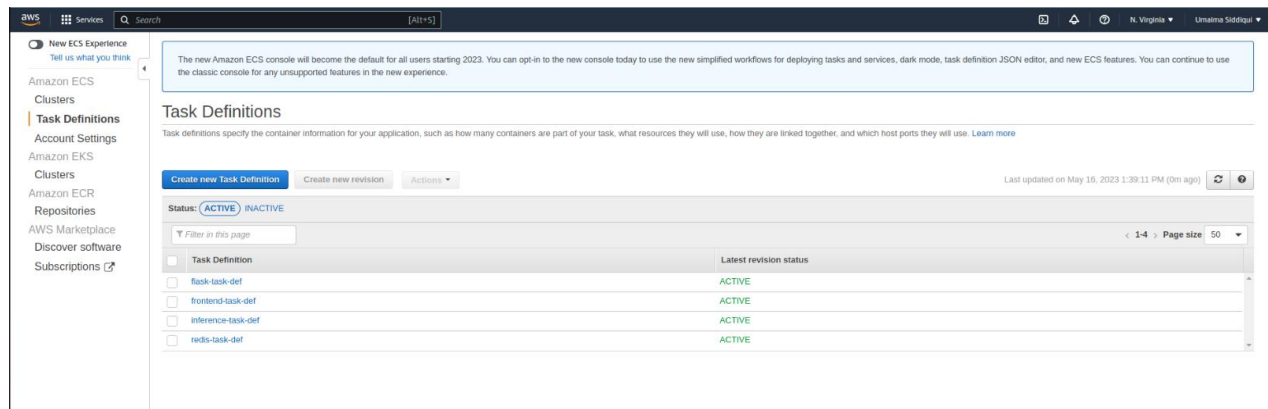 aws Services Search [Alt+S] N. Virginia Umaima Siddiqui
New ECS Experience
Tell us what you think
Amazon ECS
Clusters
Task Definitions
Account Settings
Amazon EKS
Clusters
Amazon ECR
Repositories
AWS Marketplace
Discover software
Subscriptions
The new Amazon ECS console will become the default for all users starting 2023. You can opt-in to the new console today to use the new simplified workflows for deploying tasks and services, dark mode, task definition JSON editor, and new ECS features. You can continue to use
the classic console for any unsupported features in the new experience.
Task Definitions
Task definitions specify the container information for your application, such as how many containers are part of your task, what resources they will use, how they are linked together, and which host ports they will use. Learn more
Create new Task Definition Create new revision Actions Last updated on May 16, 2023 1:39:11 PM (0m ago)
Status: ACTIVE INACTIVE
Filter in this page < 1-4 > Page size 50
Task Definition Latest revision status
flask-task-def ACTIVE
frontend-task-def ACTIVE
inference-task-def ACTIVE
redis-task-def ACTIVE